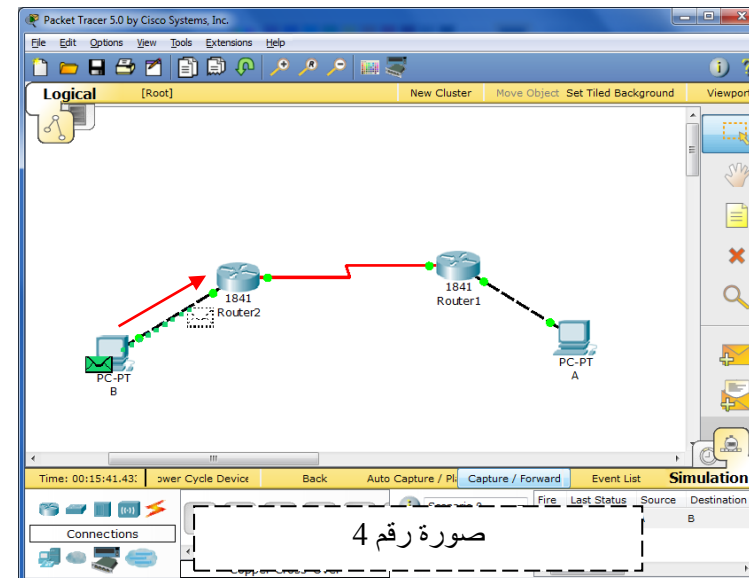 Packet Tracer 5.0 by Cisco Systems, Inc.
File Edit Options View Tools Extensions Help
Logical [Root] New Cluster Move Object Set Tiled Background Viewport
1841
Router2
1841
Router1
PC-PT
B
PC-PT
A
Time: 00:15:41.43 ower Cycle Device Back Auto Capture / Pl Capture / Forward Event List Simulation
Fire Last Status Source Destination
B
Connections
صورة رقم 4